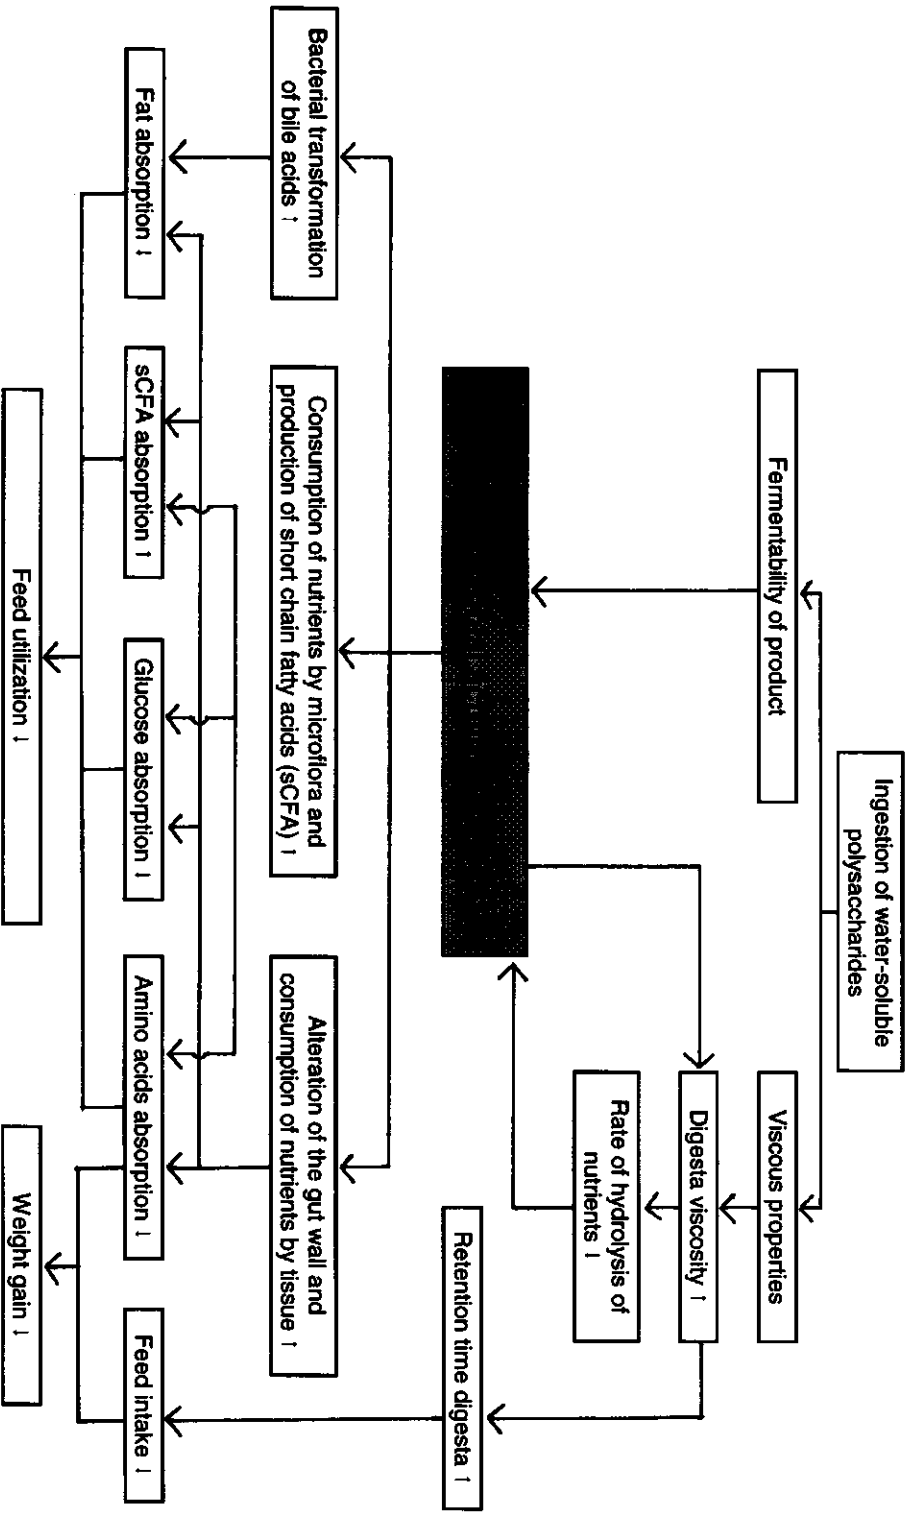 Ingestion of water-soluble
polysaccharides
Fermentability of product
Viscous properties
Digesta viscosity ↑
Rate of hydrolysis of
nutrients ↓
Retention time digesta ↑
Bacterial transformation
of bile acids ↑
Consumption of nutrients by microflora and
production of short chain fatty acids (sCFA) ↑
Alteration of the gut wall and
consumption of nutrients by tissue ↑
Fat absorption ↓
sCFA absorption ↑
Glucose absorption ↓
Amino acids absorption ↓
Feed intake ↓
Feed utilization ↓
Weight gain ↓